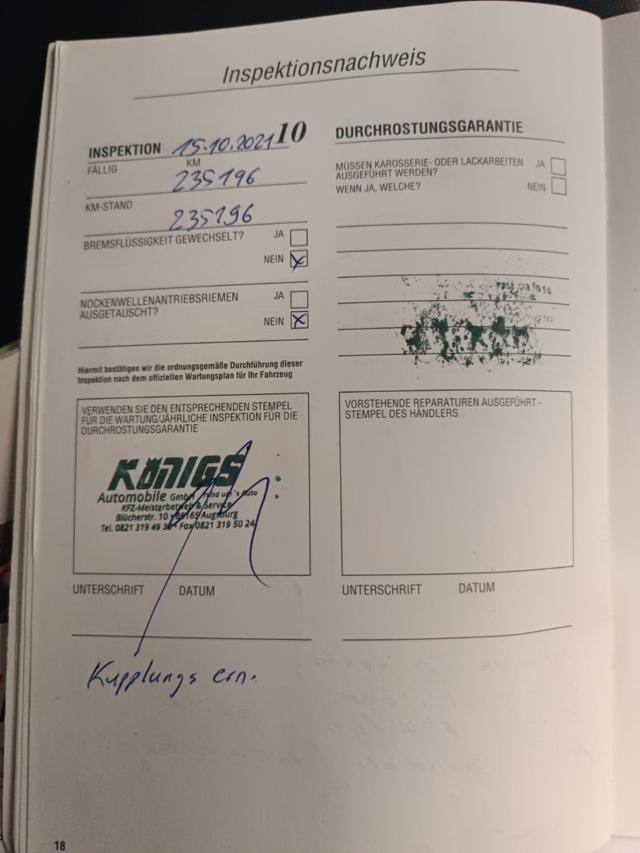 Inspektionsnachweis
INSPEKTION 15.10.2021 10
FÄLLIG KM
235196
KM-STAND
235196
BREMSFLÜSSIGKEIT GEWECHSELT? JA
NEIN X
NOCKENWELLENANTRIEBSRIEMEN JA
AUSGETAUSCHT?
NEIN X
Hiermit bestätigen wir die ordnungsgemäße Durchführung dieser
Inspektion nach dem offiziellen Wartungsplan für Ihr Fahrzeug
VERWENDEN SIE DEN ENTSPRECHENDEN STEMPEL
FÜR DIE WARTUNG/JÄHRLICHE INSPEKTION FÜR DIE
DURCHROSTUNGSGARANTIE
KÖNIGS
Automobile GmbH rund um's Auto
KFZ-Meisterbetrieb & Service
Blücherstr. 10 86165 Augsburg
Tel. 0821 319 49 Fax 0821 319 50 24
UNTERSCHRIFT DATUM
Kupplungs ern.
DURCHROSTUNGSGARANTIE
MÜSSEN KAROSSERIE- ODER LACKARBEITEN JA
AUSGEFÜHRT WERDEN?
WENN JA, WELCHE? NEIN
VORSTEHENDE REPARATUREN AUSGEFÜHRT -
STEMPEL DES HÄNDLERS
UNTERSCHRIFT DATUM
18